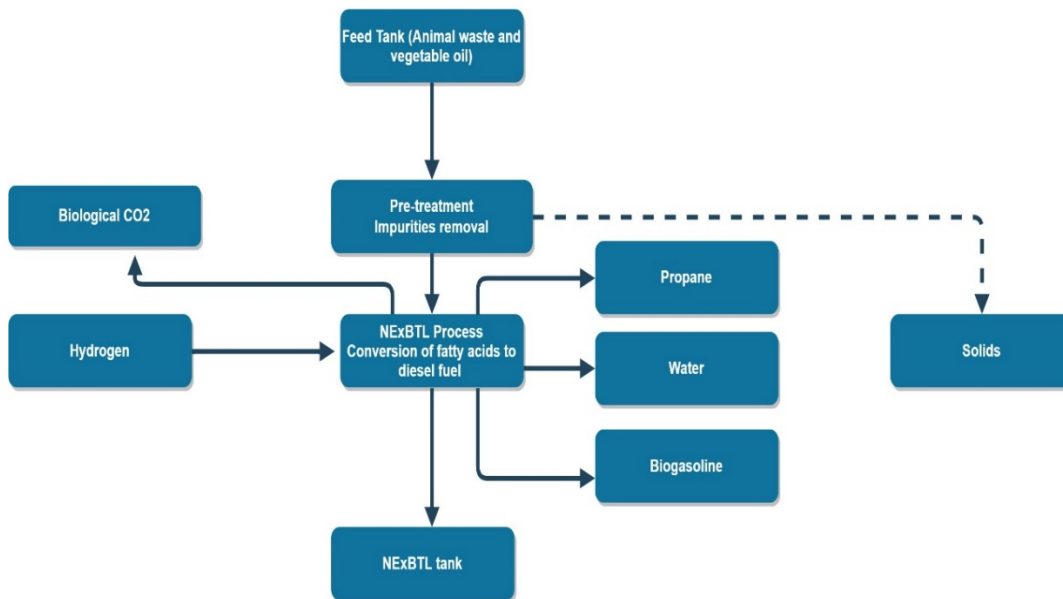 Feed Tank (Animal waste and
vegetable oil)
Biological CO2
Pre-treatment
Impurities removal
Propane
Hydrogen
NExBTL Process
Conversion of fatty acids to
diesel fuel
Water
Solids
Biogasoline
NExBTL tank